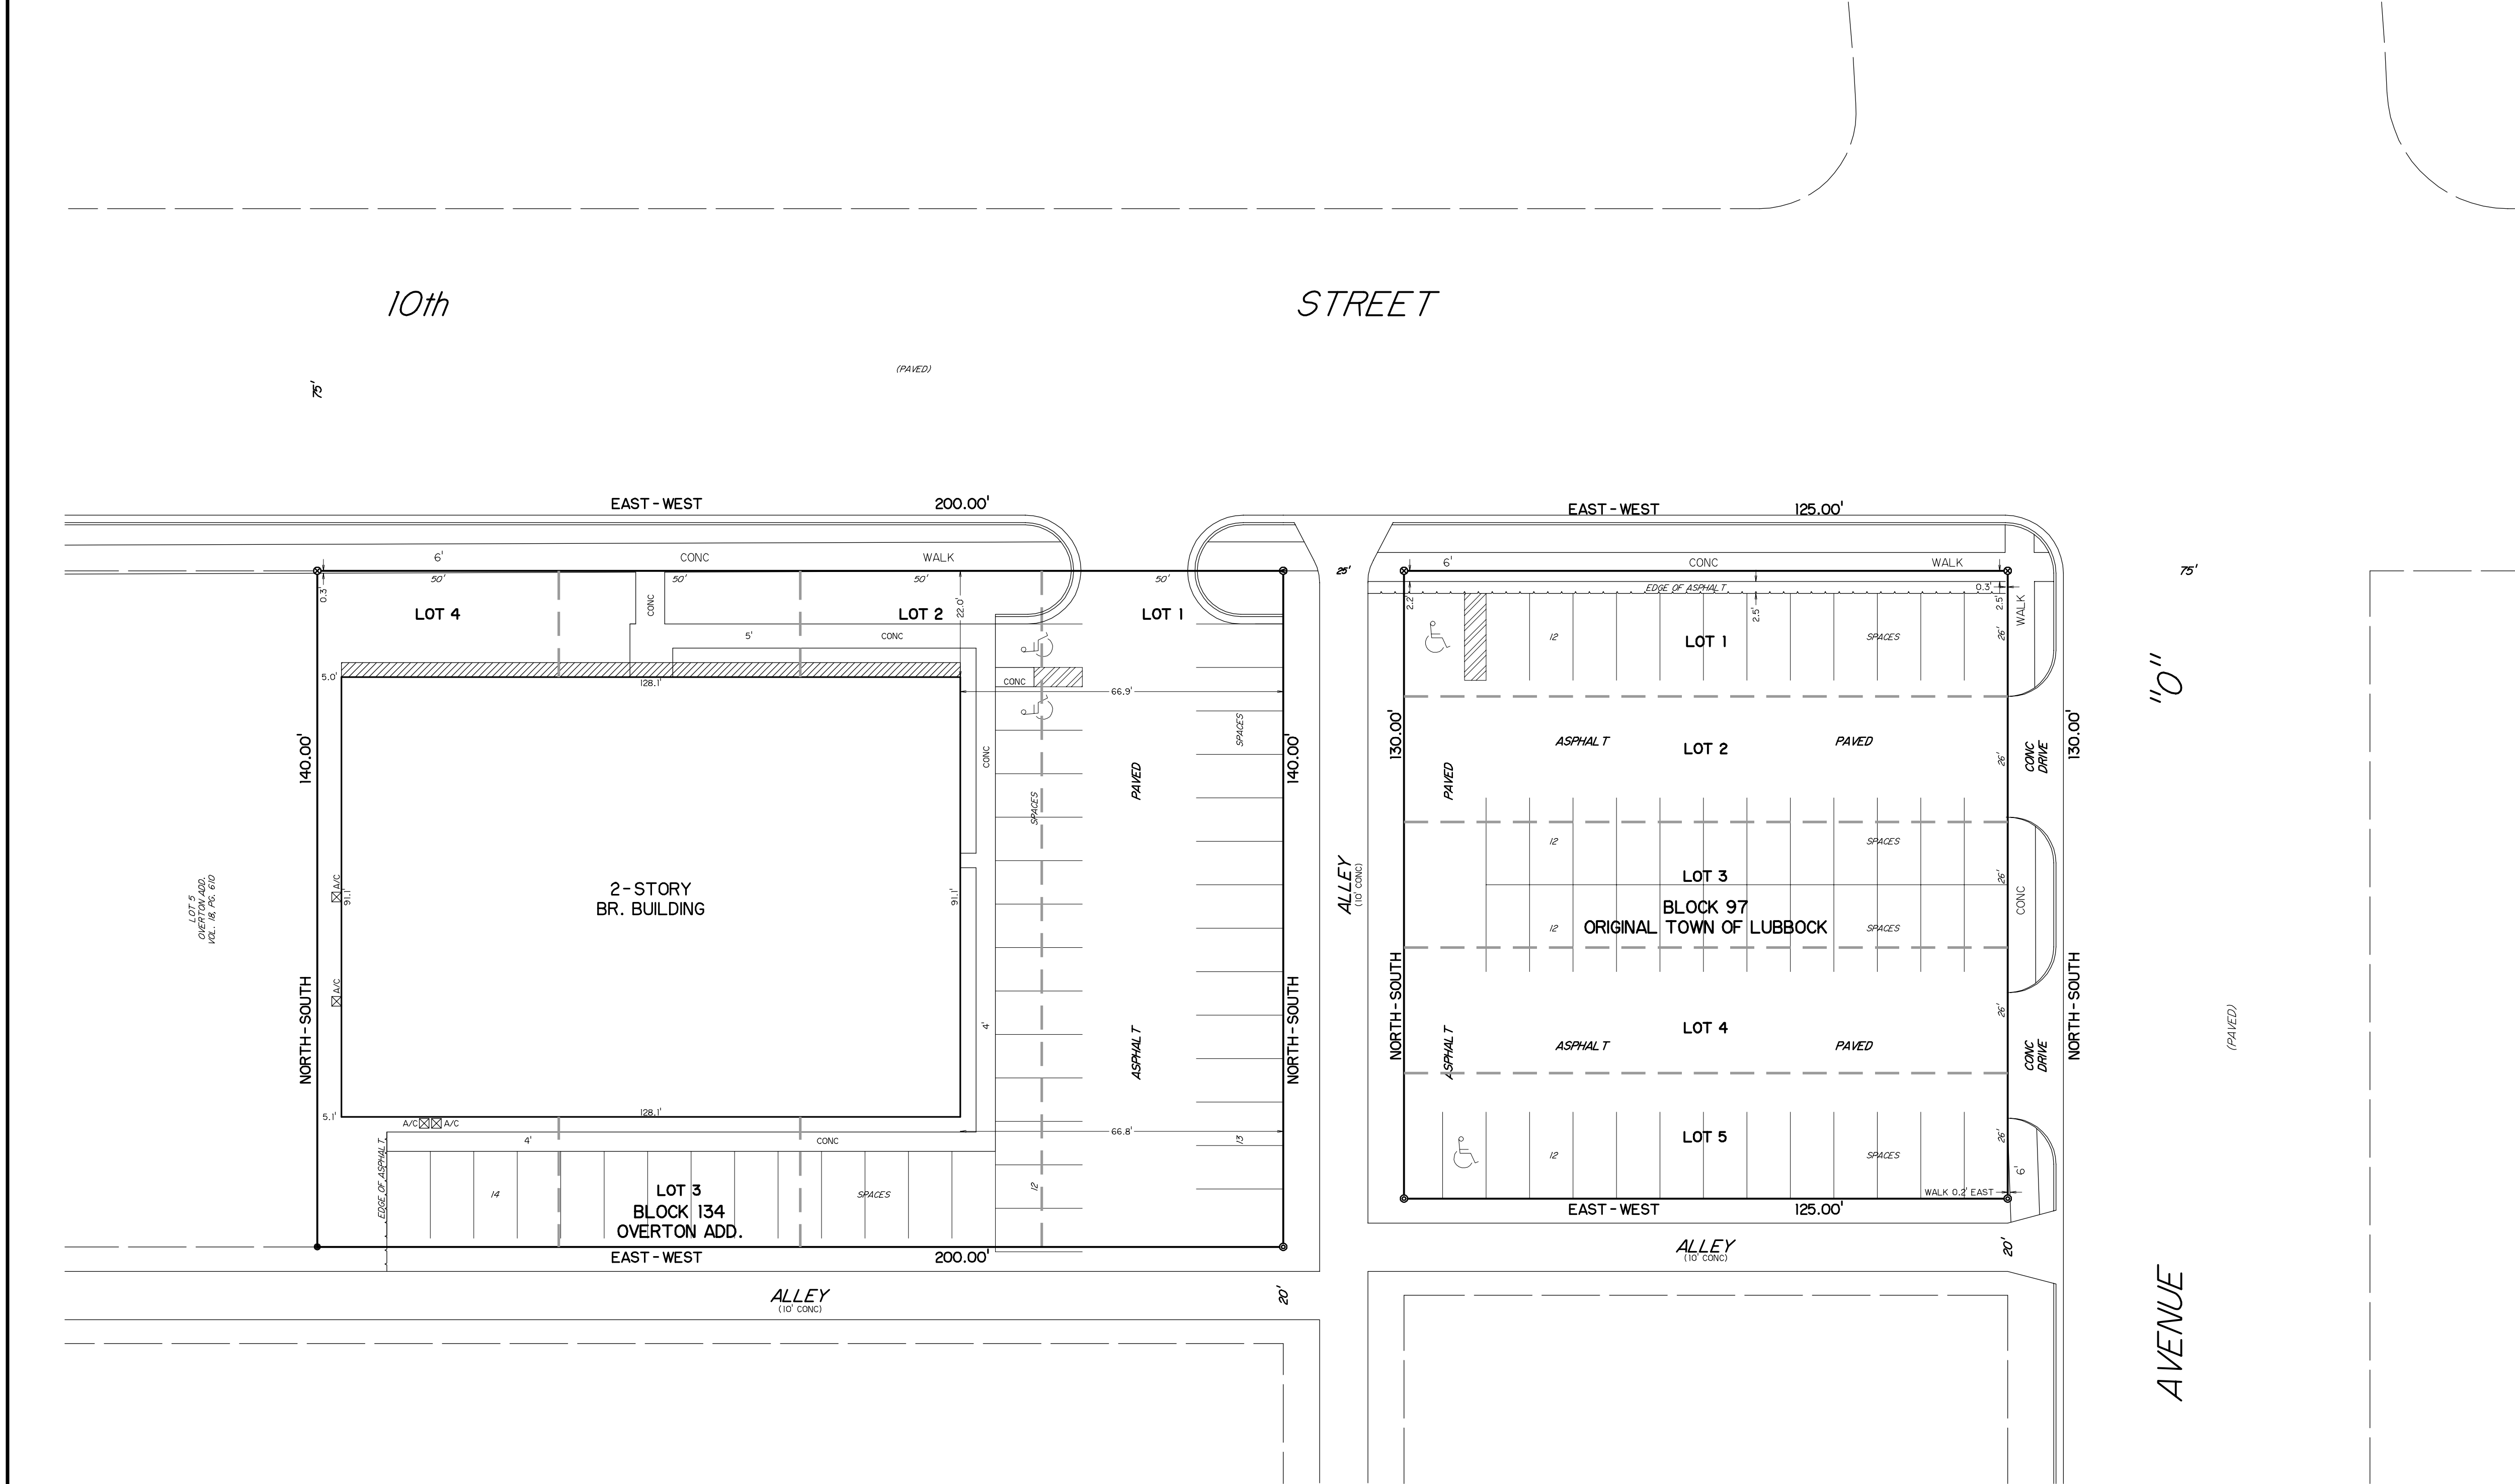 10th STREET
(PAVED)
75'
EAST-WEST 200.00'
EAST-WEST 125.00'
6' CONC WALK
6' CONC WALK
25'
75'
50' 50' 50' 50'
0.3'
LOT 4
CONC
LOT 2
22.0'
LOT 1
5' CONC
5.0'
128.1'
CONC
66.9'
SPACES
140.00'
NORTH-SOUTH
LOT 5
OVERTON ADD.
VOL. 18, PG. 610
A/C
91.1'
A/C
2-STORY
BR. BUILDING
91.1'
CONC
4'
SPACES
12
PAVED
ASPHALT
13
140.00'
NORTH-SOUTH
5.1'
128.1'
66.8'
A/C A/C
4' CONC
EDGE OF ASPHALT
14 SPACES
LOT 3
BLOCK 134
OVERTON ADD.
EAST-WEST 200.00'
ALLEY
(10' CONC)
20'
ALLEY
(10' CONC)
2.2'
EDGE OF ASPHALT
2.5'
0.3'
2.5'
WALK
12 SPACES
LOT 1
26'
130.00'
NORTH-SOUTH
PAVED
ASPHALT
ASPHALT PAVED
LOT 2
26'
CONC
DRIVE
130.00'
NORTH-SOUTH
12 SPACES
LOT 3
26'
CONC
BLOCK 97
ORIGINAL TOWN OF LUBBOCK
12 SPACES
LOT 4
26'
ASPHALT PAVED
CONC
DRIVE
LOT 5
26'
12 SPACES
6'
WALK 0.2' EAST
EAST-WEST 125.00'
ALLEY
(10' CONC)
20'
"O"
(PAVED)
AVENUE